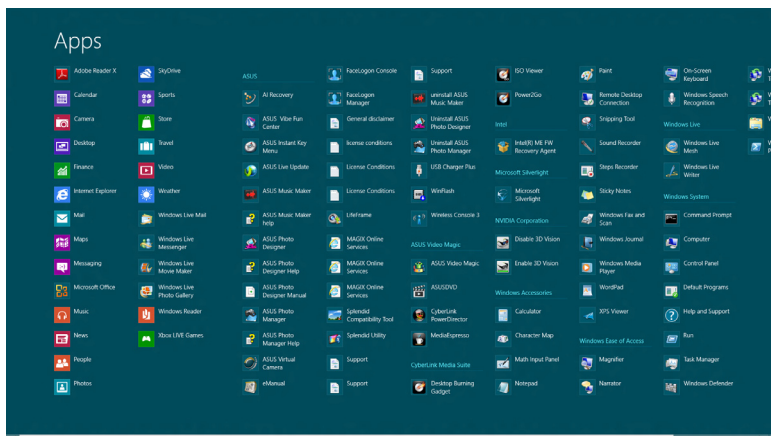 Apps
Adobe Reader X
Calendar
Camera
Desktop
Finance
Internet Explorer
Mail
Maps
Messaging
Microsoft Office
Music
News
People
Photos
SkyDrive
Sports
Store
Travel
Video
Weather
Windows Live Mail
Windows Live
Messenger
Windows Live
Movie Maker
Windows Live
Photo Gallery
Windows Reader
Xbox LIVE Games
ASUS
AI Recovery
ASUS Vibe Fun
Center
ASUS Instant Key
Menu
ASUS Live Update
ASUS Music Maker
ASUS Music Maker
help
ASUS Photo
Designer
ASUS Photo
Designer Help
ASUS Photo
Designer Manual
ASUS Photo
Manager
ASUS Photo
Manager Help
ASUS Virtual
Camera
eManual
FaceLogon Console
FaceLogon
Manager
General disclaimer
license conditions
License Conditions
License Conditions
LifeFrame
MAGIX Online
Services
MAGIX Online
Services
MAGIX Online
Services
Splendid
Compatibility Tool
Splendid Utility
Support
Support
Support
uninstall ASUS
Music Maker
Uninstall ASUS
Photo Designer
Uninstall ASUS
Photo Manager
USB Charger Plus
WinFlash
Wireless Console 3
ASUS Video Magic
ASUS Video Magic
ASUSDVD
CyberLink
PowerDirector
MediaEspresso
CyberLink Media Suite
Desktop Burning
Gadget
ISO Viewer
Power2Go
Intel
Intel(R) ME FW
Recovery Agent
Microsoft Silverlight
Microsoft
Silverlight
NVIDIA Corporation
Disable 3D Vision
Enable 3D Vision
Windows Accessories
Calculator
Character Map
Math Input Panel
Notepad
Paint
Remote Desktop
Connection
Snipping Tool
Sound Recorder
Steps Recorder
Sticky Notes
Windows Fax and
Scan
Windows Journal
Windows Media
Player
WordPad
XPS Viewer
Windows Ease of Access
Magnifier
Narrator
On-Screen
Keyboard
Windows Speech
Recognition
Windows Live
Windows Live
Mesh
Windows Live
Writer
Windows System
Command Prompt
Computer
Control Panel
Default Programs
Help and Support
Run
Task Manager
Windows Defender